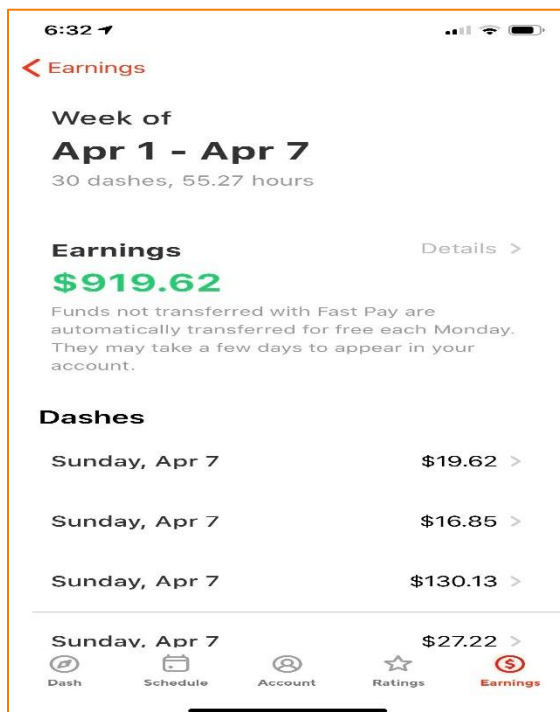 6:32
Earnings
Week of
Apr 1 - Apr 7
30 dashes, 55.27 hours
Earnings Details >
$919.62
Funds not transferred with Fast Pay are
automatically transferred for free each Monday.
They may take a few days to appear in your
account.
Dashes
Sunday, Apr 7 $19.62 >
Sunday, Apr 7 $16.85 >
Sunday, Apr 7 $130.13 >
Sunday, Apr 7 $27.22 >
Dash Schedule Account Ratings Earnings